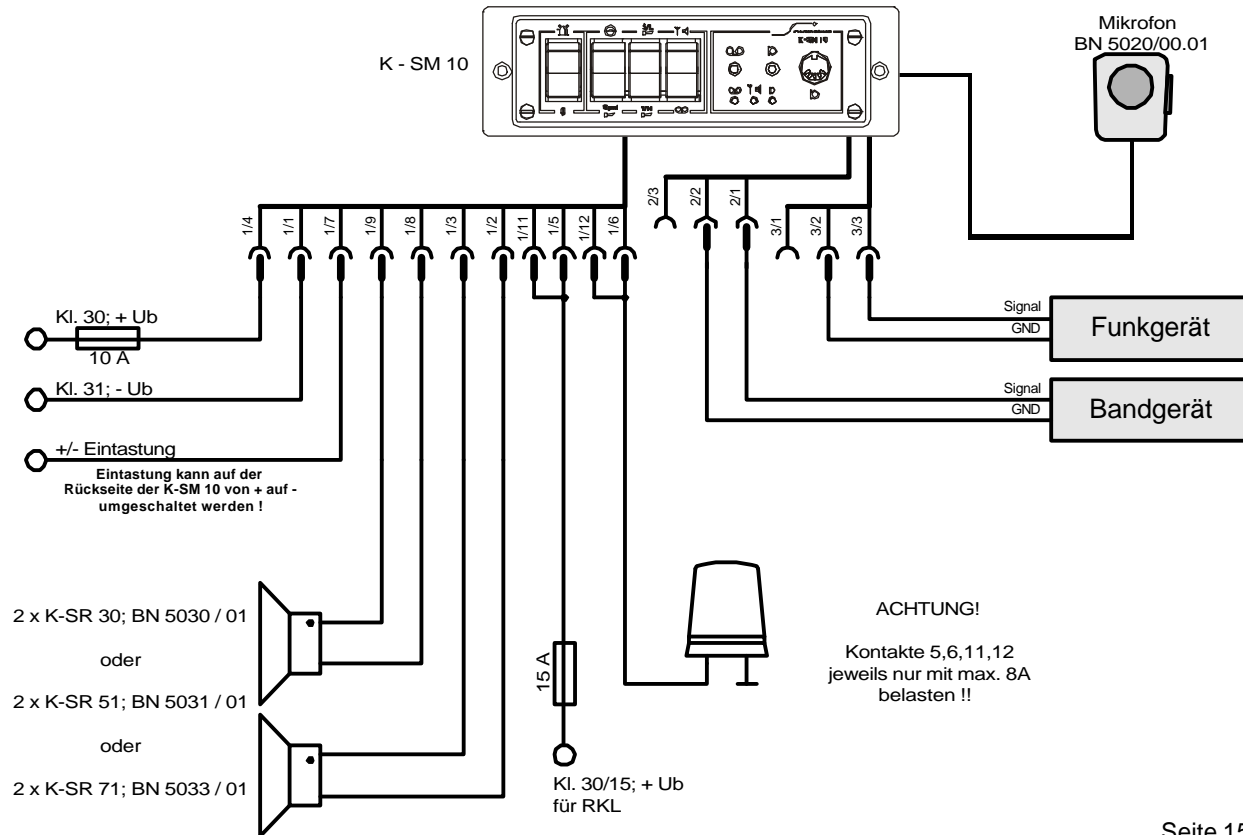 Mikrofon
BN 5020/00.01
K - SM 10
2/3
2/2
2/1
1/4
1/1
1/7
1/9
1/8
1/3
1/2
1/11
1/5
1/12
1/6
3/1
3/2
3/3
Kl. 30; + Ub
10 A
Kl. 31; - Ub
+/- Eintastung
Eintastung kann auf der
Rückseite der K-SM 10 von + auf -
umgeschaltet werden !
Signal
GND
Funkgerät
Signal
GND
Bandgerät
2 x K-SR 30; BN 5030 / 01
oder
2 x K-SR 51; BN 5031 / 01
oder
2 x K-SR 71; BN 5033 / 01
15 A
Kl. 30/15; + Ub
für RKL
ACHTUNG!
Kontakte 5,6,11,12
jeweils nur mit max. 8A
belasten !!
Seite 15